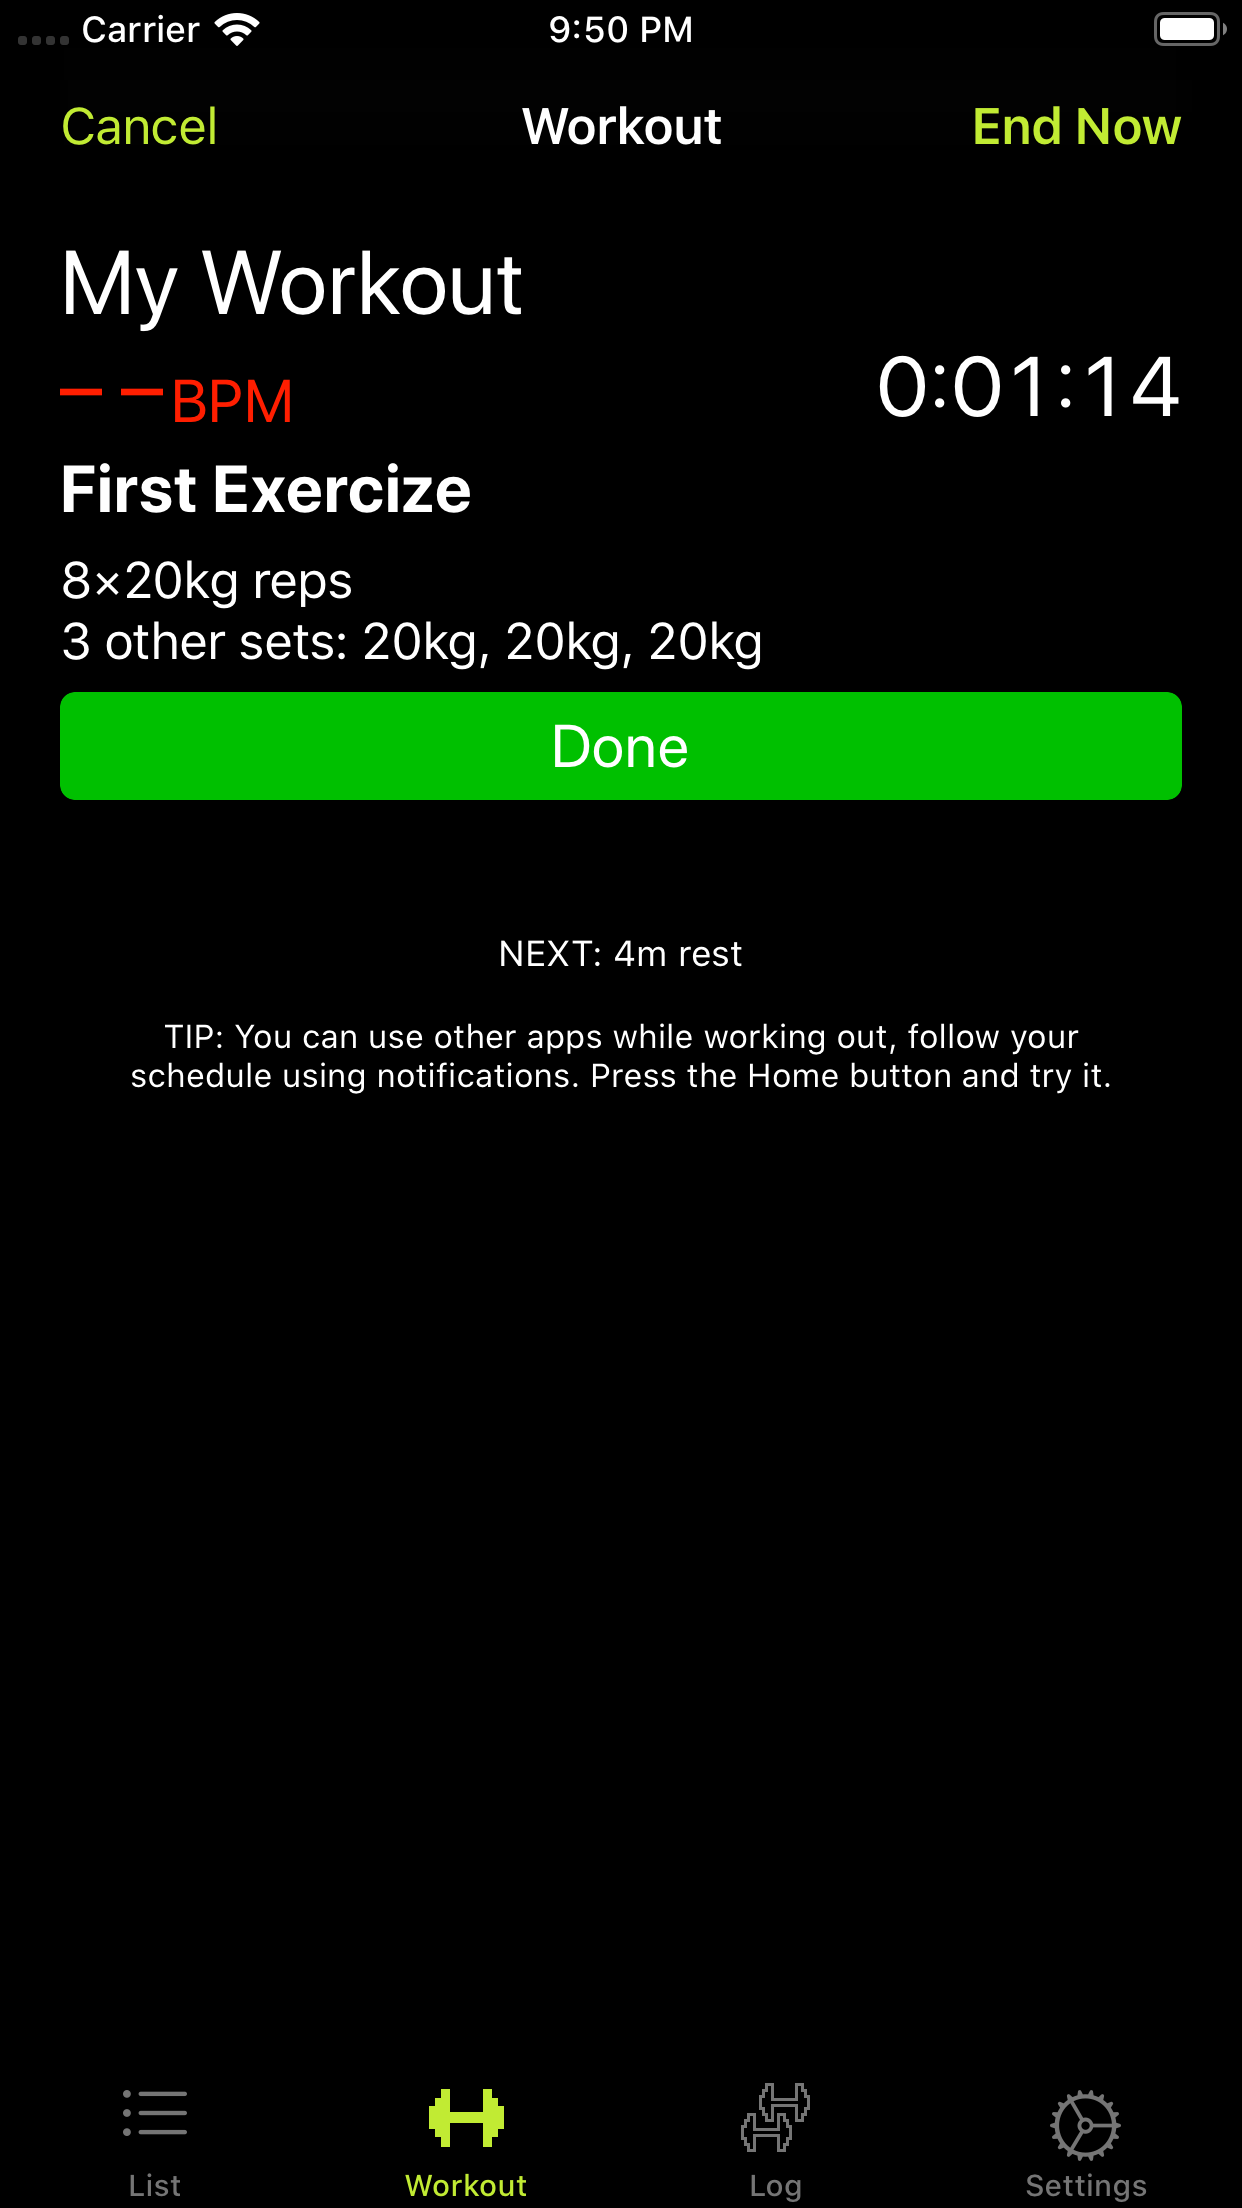 Carrier
9:50 PM
Cancel
Workout
End Now
My Workout
– – BPM
0:01:14
First Exercize
8×20kg reps
3 other sets: 20kg, 20kg, 20kg
Done
NEXT: 4m rest
TIP: You can use other apps while working out, follow your
schedule using notifications. Press the Home button and try it.
List
Workout
Log
Settings